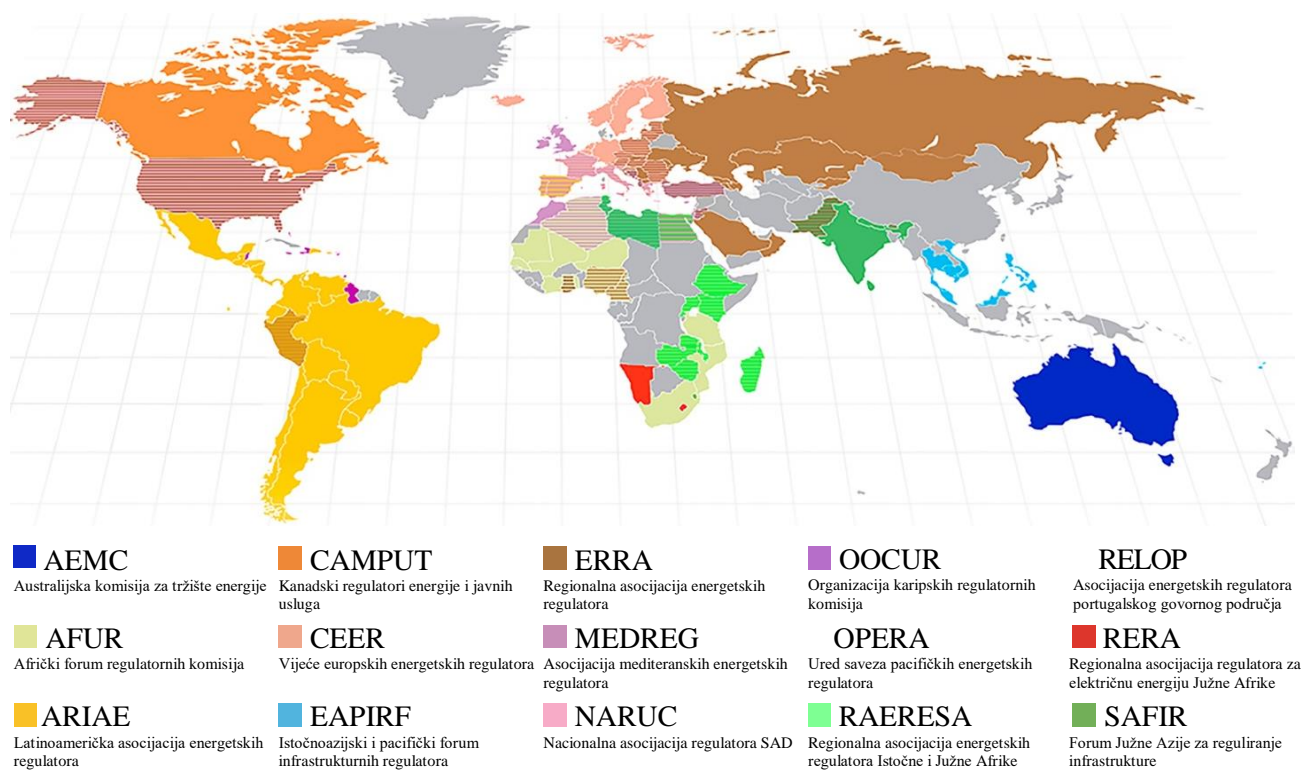 AEMC
Australijska komisija za tržište energije
CAMPUT
Kanadski regulatori energije i javnih
usluga
ERRA
Regionalna asocijacija energetskih
regulatora
OOCUR
Organizacija karipskih regulatornih
komisija
RELOP
Asocijacija energetskih regulatora
portugalskog govornog područja
AFUR
Afrički forum regulatornih komisija
CEER
Vijeće europskih energetskih regulatora
MEDREG
Asocijacija mediteranskih energetskih
regulatora
OPERA
Ured saveza pacifičkih energetskih
regulatora
RERA
Regionalna asocijacija regulatora za
električnu energiju Južne Afrike
ARIAE
Latinoamerička asocijacija energetskih
regulatora
EAPIRF
Istočnoazijski i pacifički forum
infrastrukturnih regulatora
NARUC
Nacionalna asocijacija regulatora SAD
RAERESA
Regionalna asocijacija energetskih
regulatora Istočne i Južne Afrike
SAFIR
Forum Južne Azije za reguliranje
infrastrukture